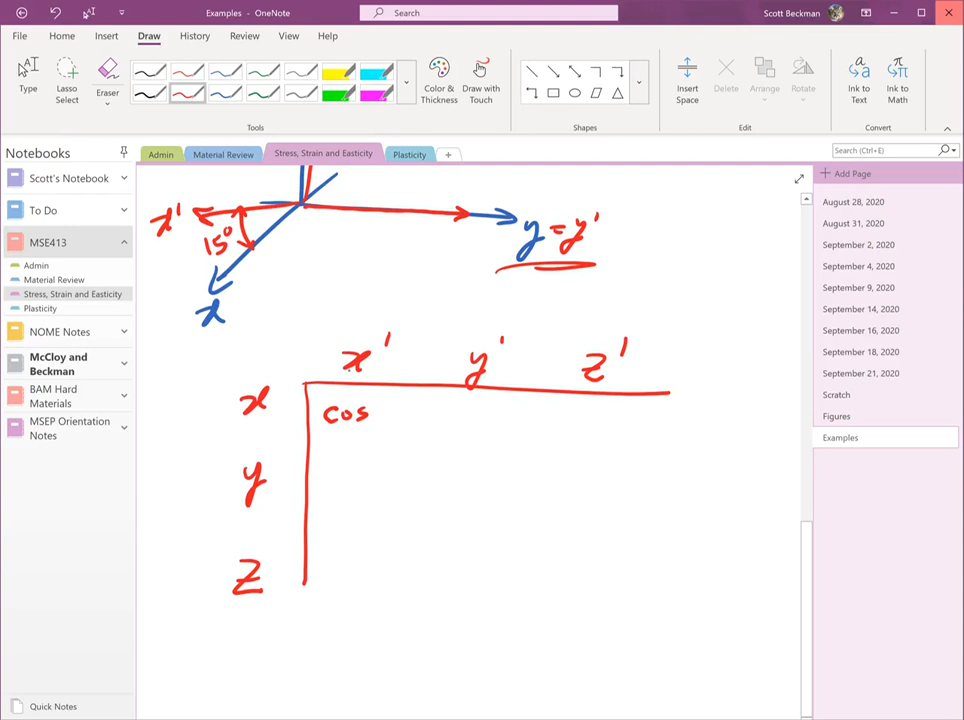 Examples - OneNote
Search
Scott Beckman
File Home Insert Draw History Review View Help
Type
Lasso Select
Eraser
Color & Thickness
Draw with Touch
Insert Space
Delete
Arrange
Rotate
Ink to Text
Ink to Math
Tools
Shapes
Edit
Convert
Notebooks
Admin
Material Review
Stress, Strain and Easticity
Plasticity
Search (Ctrl+E)
Scott's Notebook
To Do
MSE413
Admin
Material Review
Stress, Strain and Easticity
Plasticity
NOME Notes
McCloy and Beckman
BAM Hard Materials
MSEP Orientation Notes
Quick Notes
x'
15°
y = y'
x
x' y' z'
x cos
y
z
Add Page
August 28, 2020
August 31, 2020
September 2, 2020
September 4, 2020
September 9, 2020
September 14, 2020
September 16, 2020
September 18, 2020
September 21, 2020
Scratch
Figures
Examples